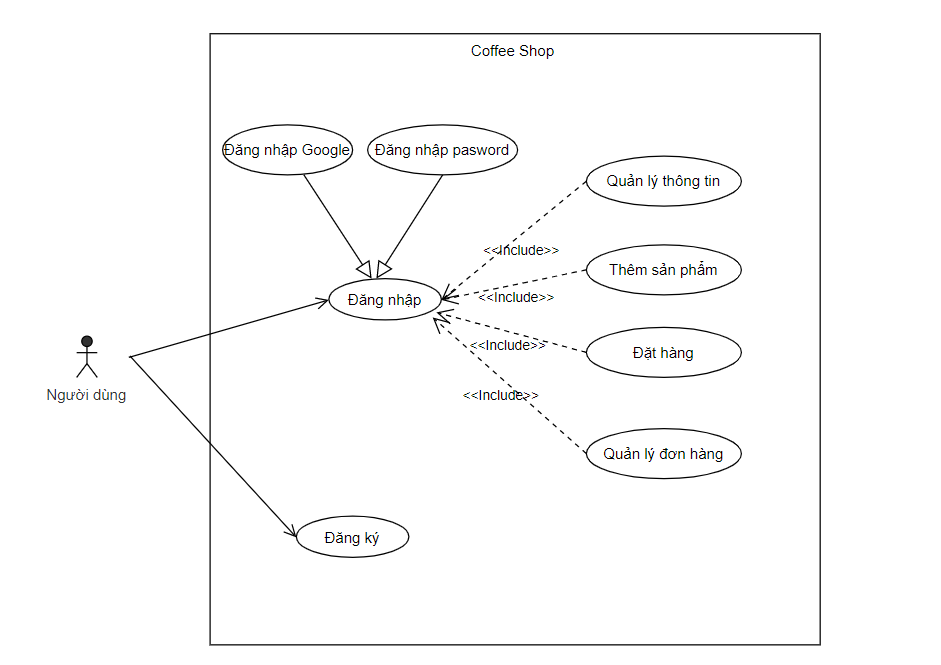 Coffee Shop
Đăng nhập Google
Đăng nhập pasword
Quản lý thông tin
<<Include>>
Thêm sản phẩm
<<Include>>
Đăng nhập
<<Include>>
Đặt hàng
Người dùng
<<Include>>
Quản lý đơn hàng
Đăng ký